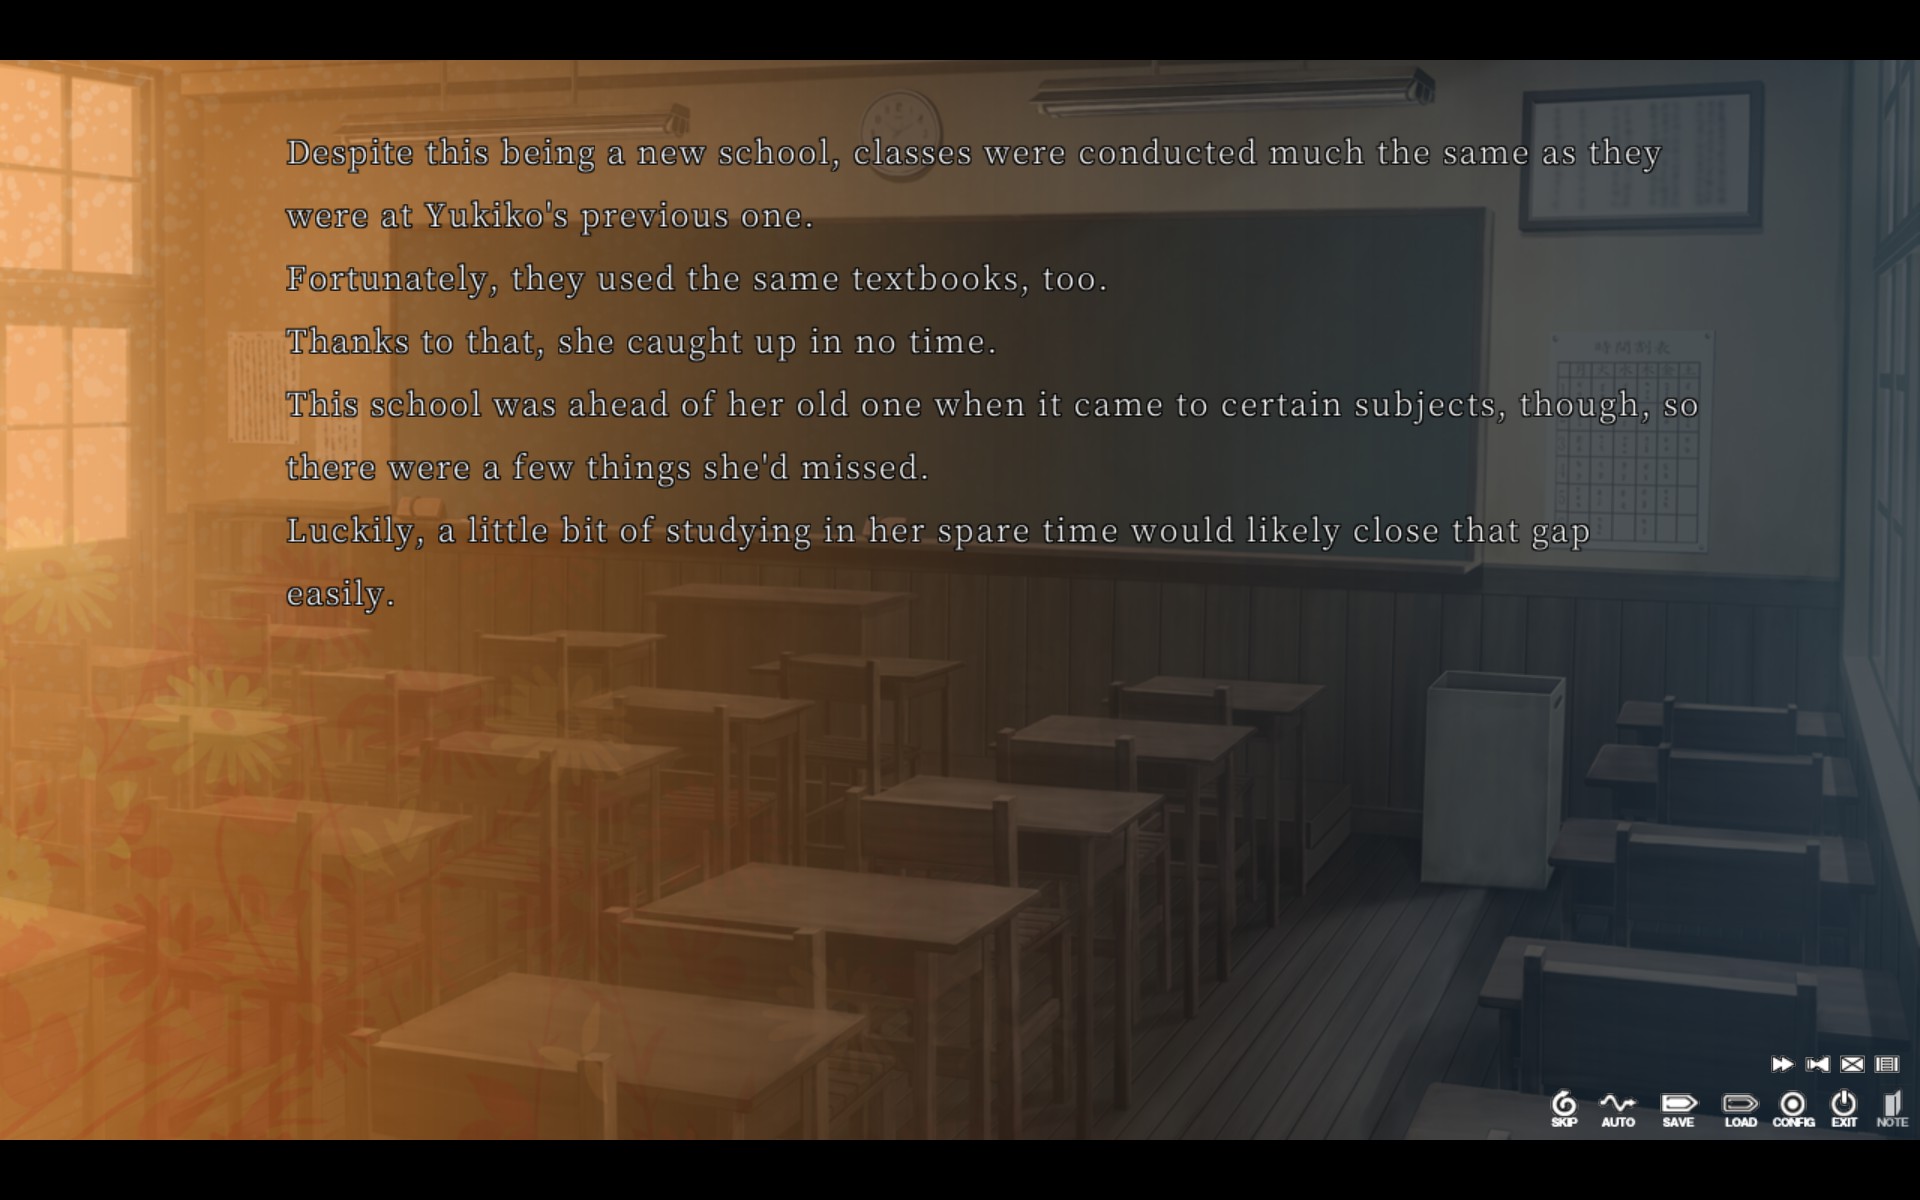 Despite this being a new school, classes were conducted much the same as they
were at Yukiko's previous one.
Fortunately, they used the same textbooks, too.
Thanks to that, she caught up in no time.
This school was ahead of her old one when it came to certain subjects, though, so
there were a few things she'd missed.
Luckily, a little bit of studying in her spare time would likely close that gap
easily.
時間割表
SKIP AUTO SAVE LOAD CONFIG EXIT NOTE